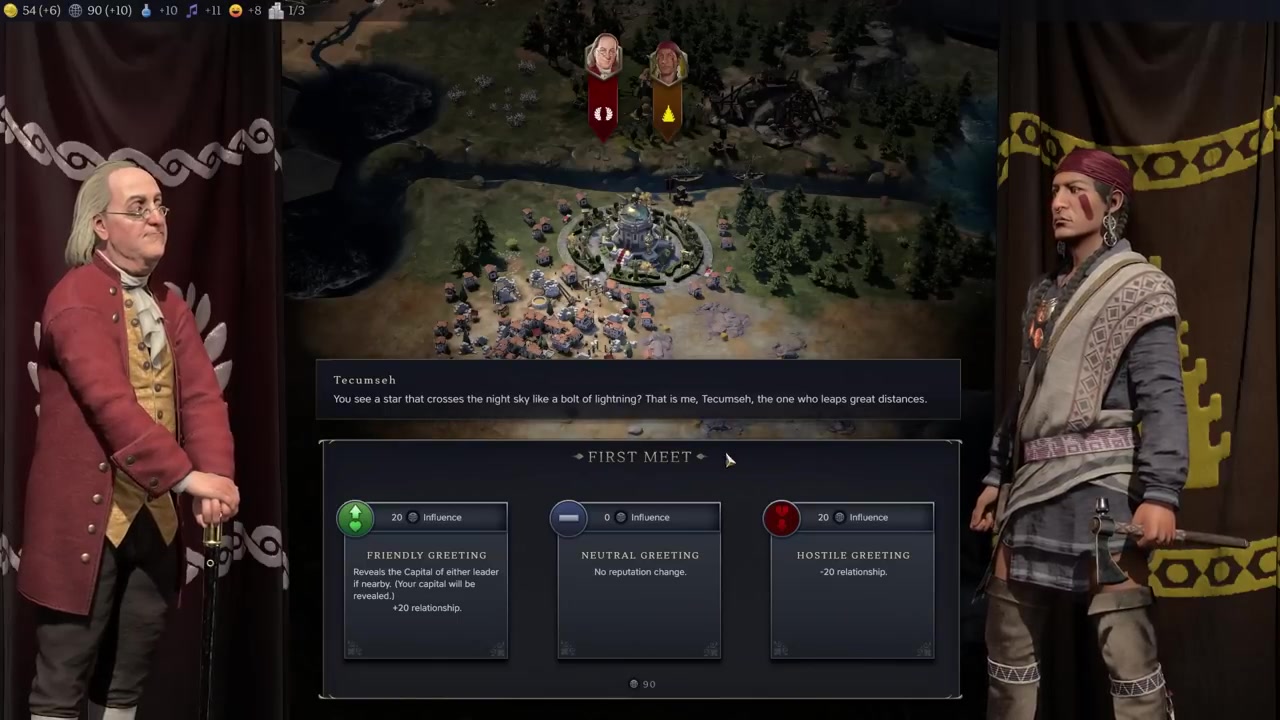 54 (+6) 90 (+10) +10 +11 +8 1/3
Tecumseh
You see a star that crosses the night sky like a bolt of lightning? That is me, Tecumseh, the one who leaps great distances.
FIRST MEET
20 Influence
FRIENDLY GREETING
Reveals the Capital of either leader
if nearby. (Your capital will be
revealed.)
+20 relationship.
0 Influence
NEUTRAL GREETING
No reputation change.
20 Influence
HOSTILE GREETING
-20 relationship.
90